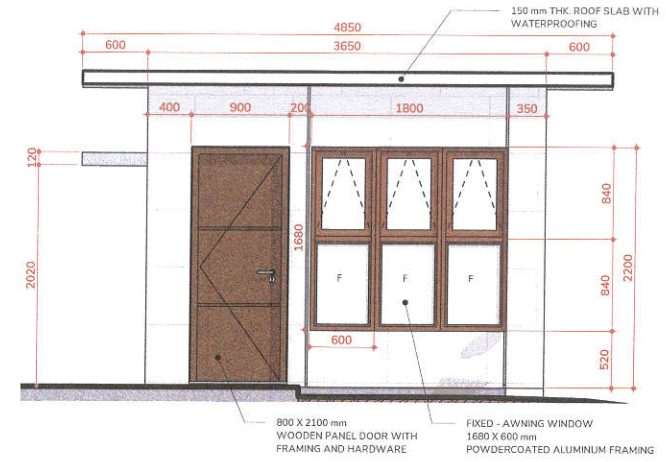 150 mm THK. ROOF SLAB WITH
WATERPROOFING
4850
600 3650 600
400 900 200 1800 350
120
2020
1680
840
840
2200
520
F F F
600
800 X 2100 mm
WOODEN PANEL DOOR WITH
FRAMING AND HARDWARE
FIXED - AWNING WINDOW
1680 X 600 mm
POWDERCOATED ALUMINUM FRAMING